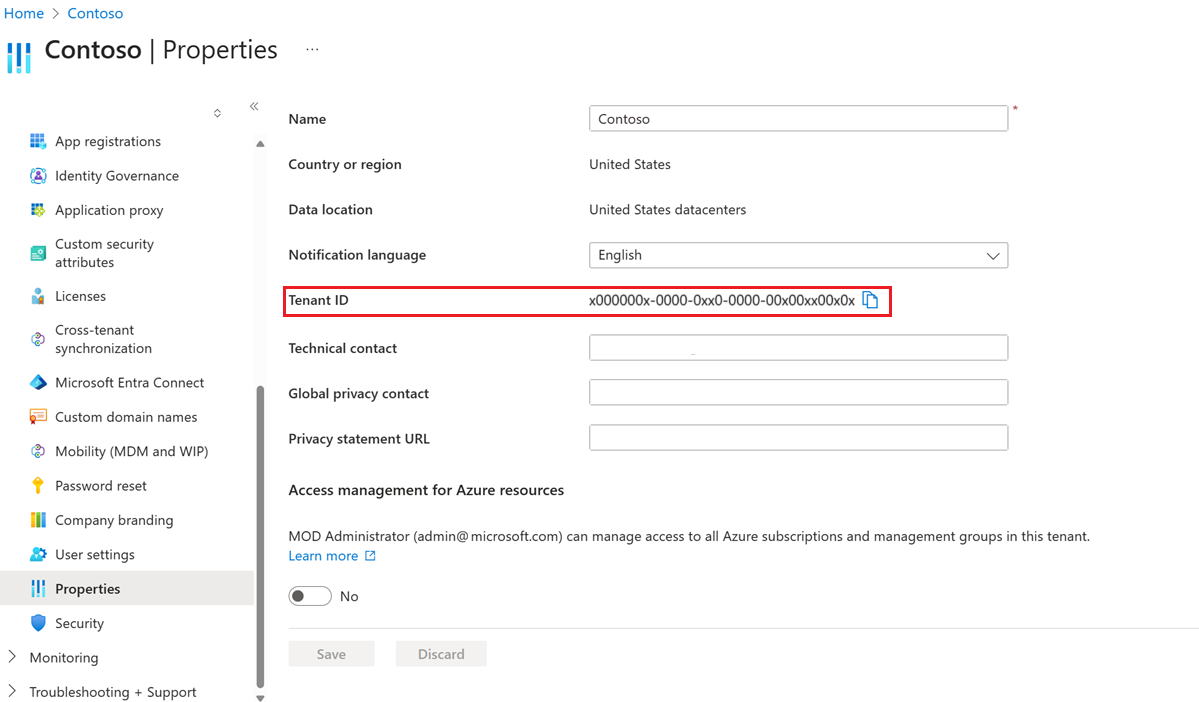 Home > Contoso
Contoso | Properties ...
App registrations
Identity Governance
Application proxy
Custom security
attributes
Licenses
Cross-tenant
synchronization
Microsoft Entra Connect
Custom domain names
Mobility (MDM and WIP)
Password reset
Company branding
User settings
Properties
Security
Monitoring
Troubleshooting + Support
Name Contoso *
Country or region United States
Data location United States datacenters
Notification language English
Tenant ID x000000x-0000-0xx0-0000-00x00xx00x0x
Technical contact
Global privacy contact
Privacy statement URL
Access management for Azure resources
MOD Administrator (admin@microsoft.com) can manage access to all Azure subscriptions and management groups in this tenant.
Learn more
No
Save Discard